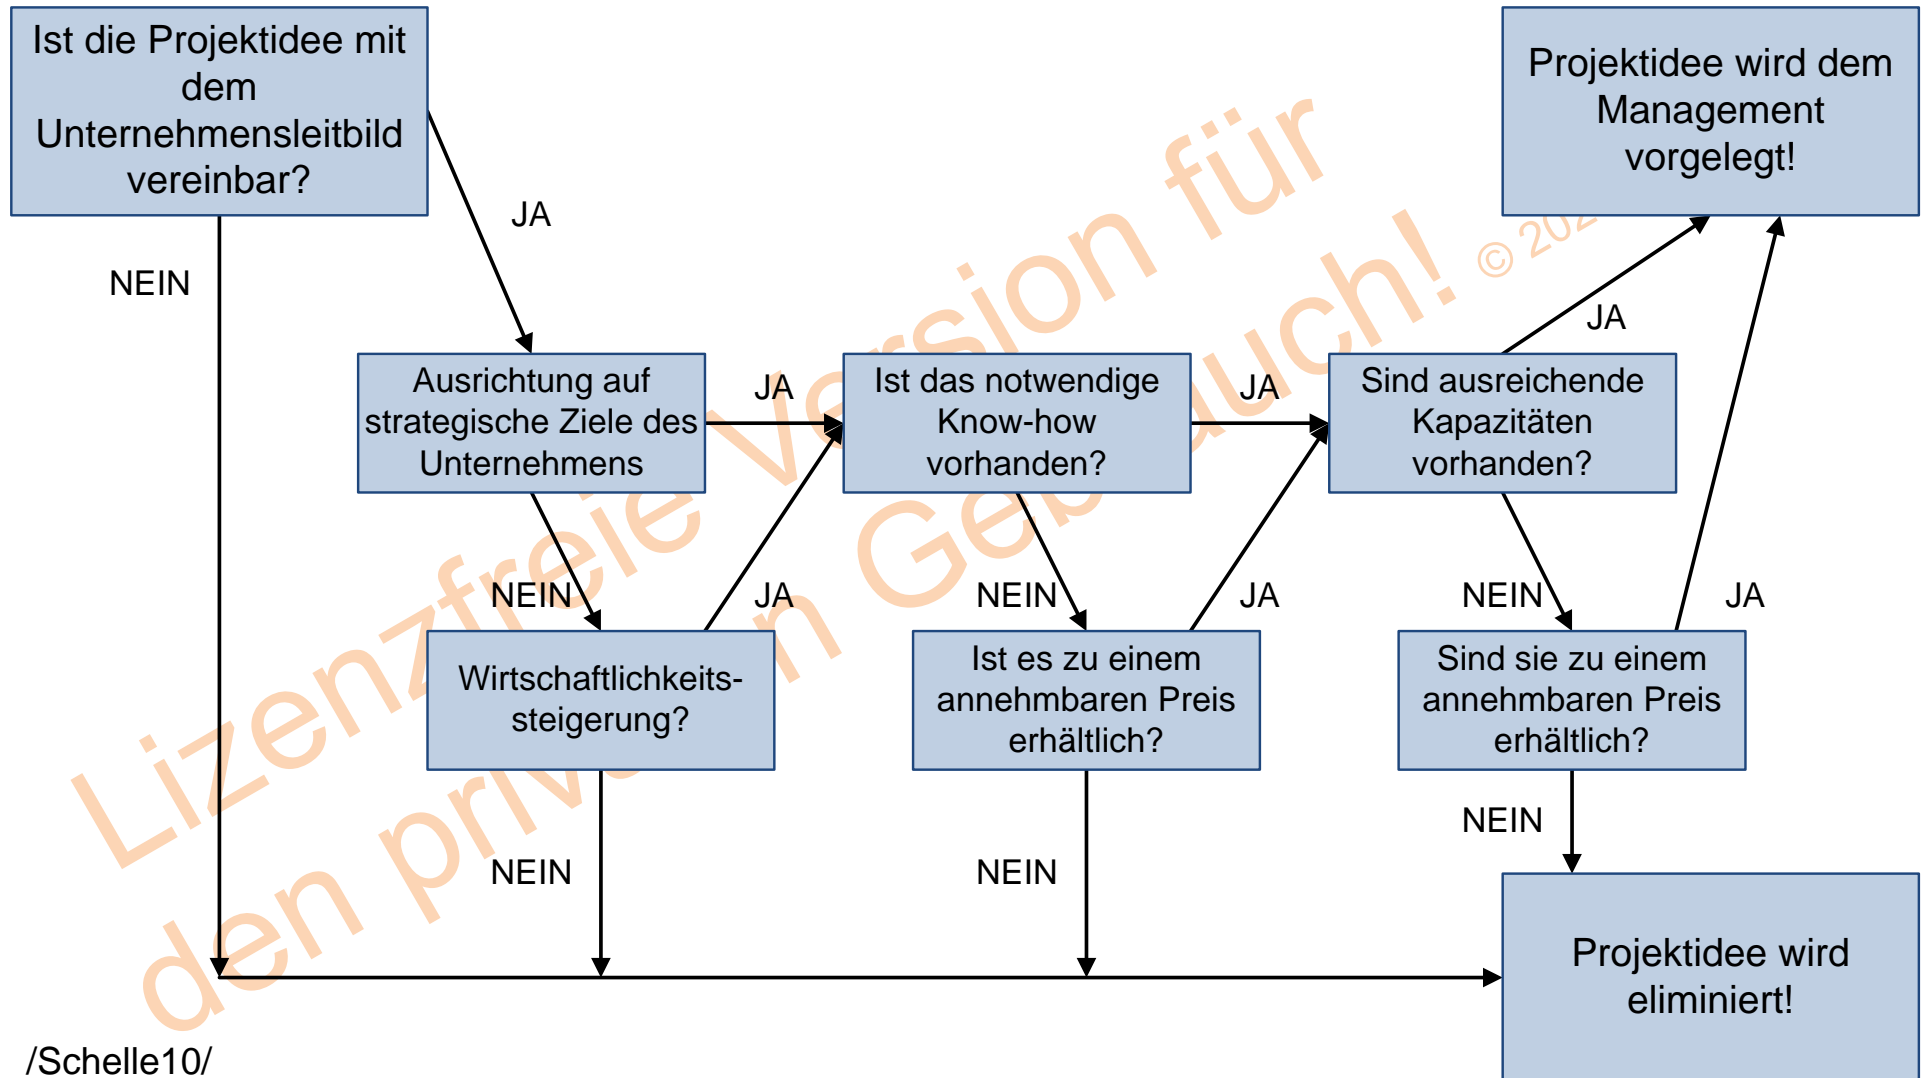 Ist die Projektidee mit
dem
Unternehmensleitbild
vereinbar?
Projektidee wird dem
Management
vorgelegt!
JA
NEIN
JA
Ausrichtung auf
strategische Ziele des
Unternehmens
JA
Ist das notwendige
Know-how
vorhanden?
JA
Sind ausreichende
Kapazitäten
vorhanden?
NEIN
JA
NEIN
JA
NEIN
JA
Wirtschaftlichkeits-
steigerung?
Ist es zu einem
annehmbaren Preis
erhältlich?
Sind sie zu einem
annehmbaren Preis
erhältlich?
NEIN
NEIN
NEIN
Projektidee wird
eliminiert!
/Schelle10/
Lizenzfreie Version für
den Gebrauch!
©